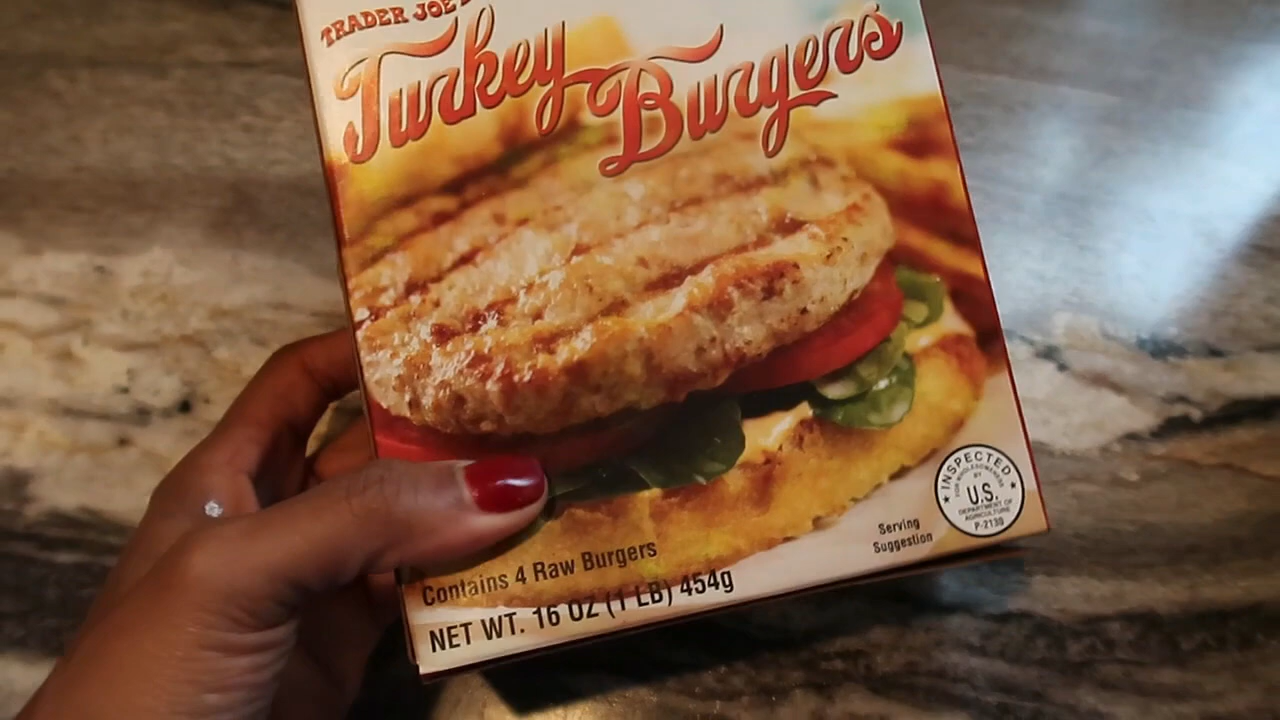 TRADER JOE'S
Turkey Burgers
Contains 4 Raw Burgers
NET WT. 16 OZ (1 LB) 454g
Serving
Suggestion
INSPECTED
FOR WHOLESOMENESS
BY
U.S.
DEPARTMENT OF
AGRICULTURE
P-2130